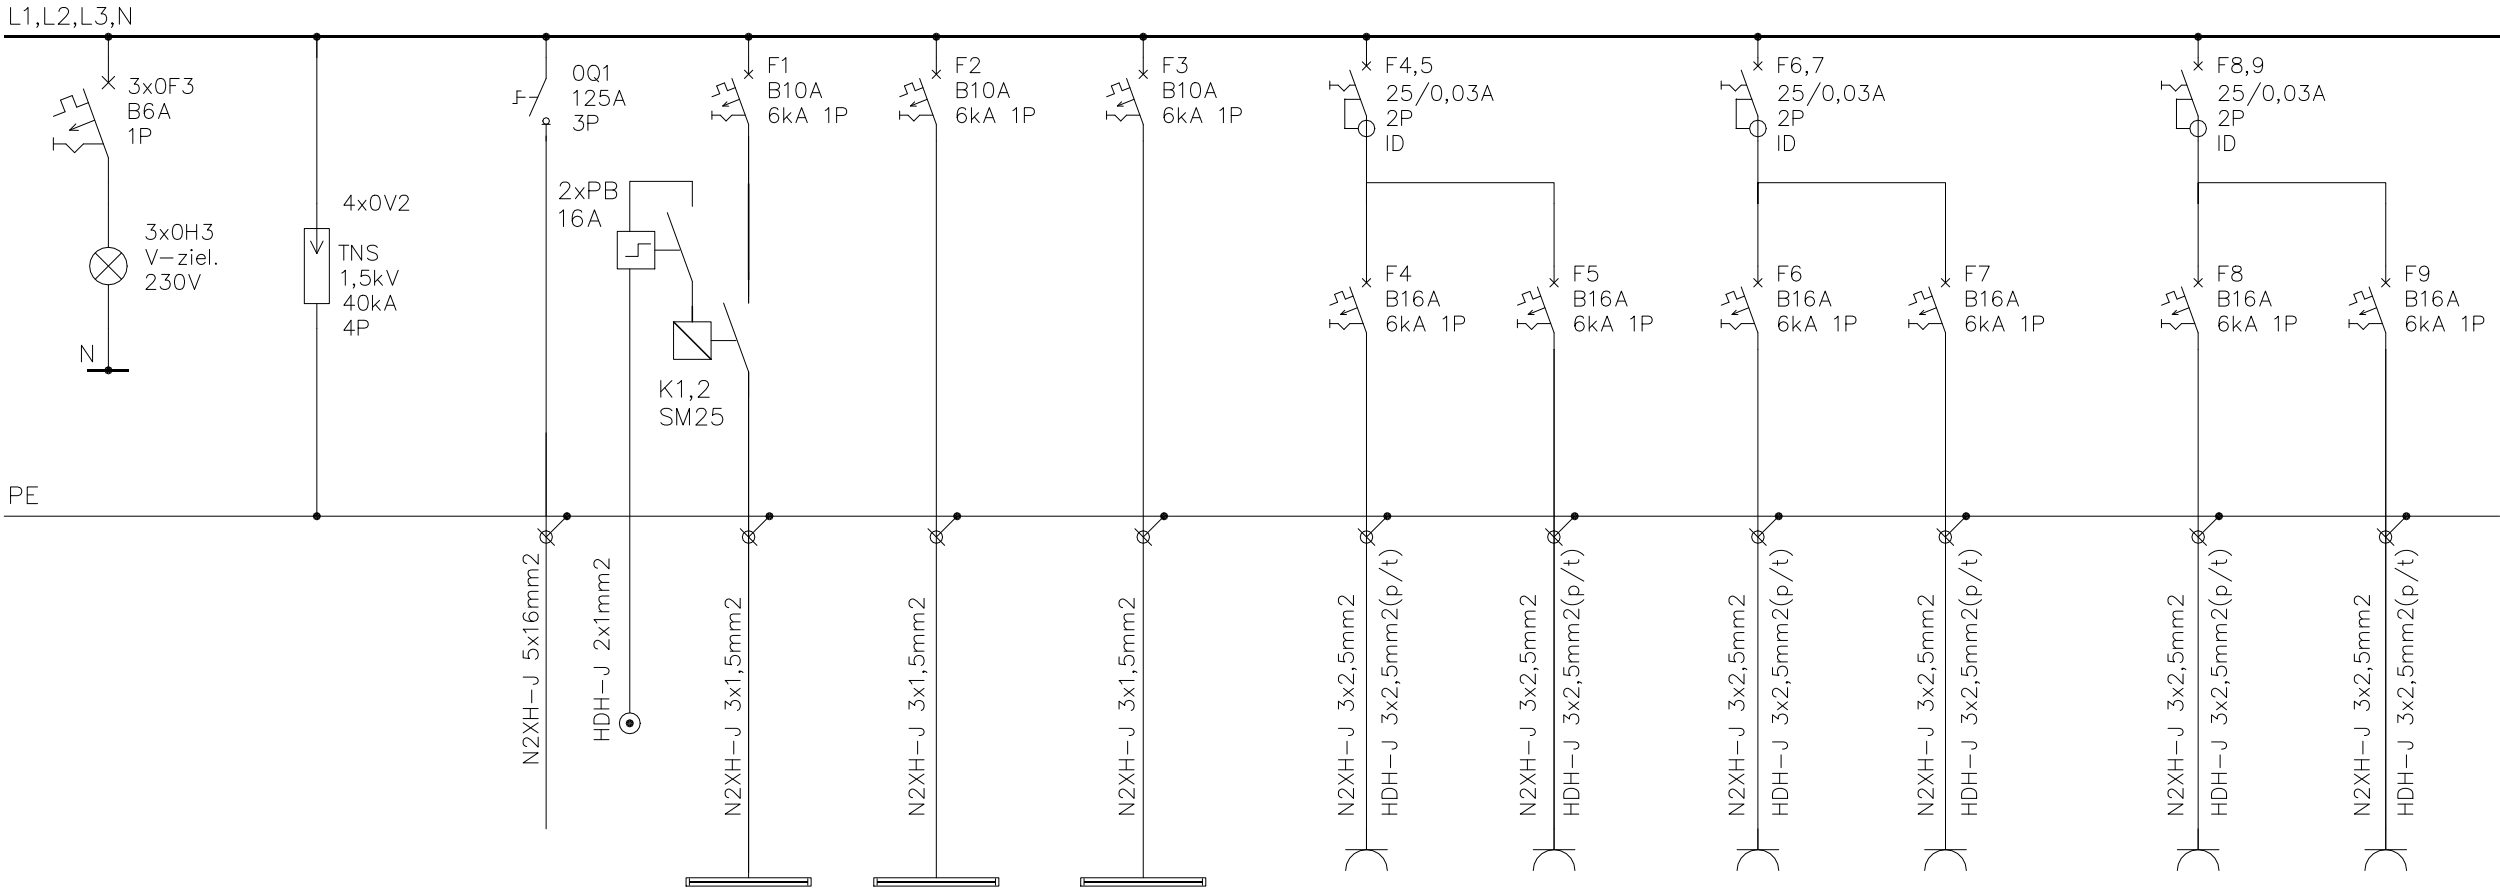 L1,L2,L3,N
3x0F3
B6A
1P
3x0H3
V-ziel.
230V
N
4x0V2
TNS
1,5kV
40kA
4P
0Q1
125A
3P
2xPB
16A
K1,2
SM25
F1
B10A
6kA 1P
F2
B10A
6kA 1P
F3
B10A
6kA 1P
F4,5
25/0,03A
2P
ID
F6,7
25/0,03A
2P
ID
F8,9
25/0,03A
2P
ID
F4
B16A
6kA 1P
F5
B16A
6kA 1P
F6
B16A
6kA 1P
F7
B16A
6kA 1P
F8
B16A
6kA 1P
F9
B16A
6kA 1P
PE
N2XH-J 5x16mm2
HDH-J 2x1mm2
N2XH-J 3x1,5mm2
N2XH-J 3x1,5mm2
N2XH-J 3x1,5mm2
N2XH-J 3x2,5mm2
HDH-J 3x2,5mm2(p/t)
N2XH-J 3x2,5mm2
HDH-J 3x2,5mm2(p/t)
N2XH-J 3x2,5mm2
HDH-J 3x2,5mm2(p/t)
N2XH-J 3x2,5mm2
HDH-J 3x2,5mm2(p/t)
N2XH-J 3x2,5mm2
HDH-J 3x2,5mm2(p/t)
N2XH-J 3x2,5mm2
HDH-J 3x2,5mm2(p/t)